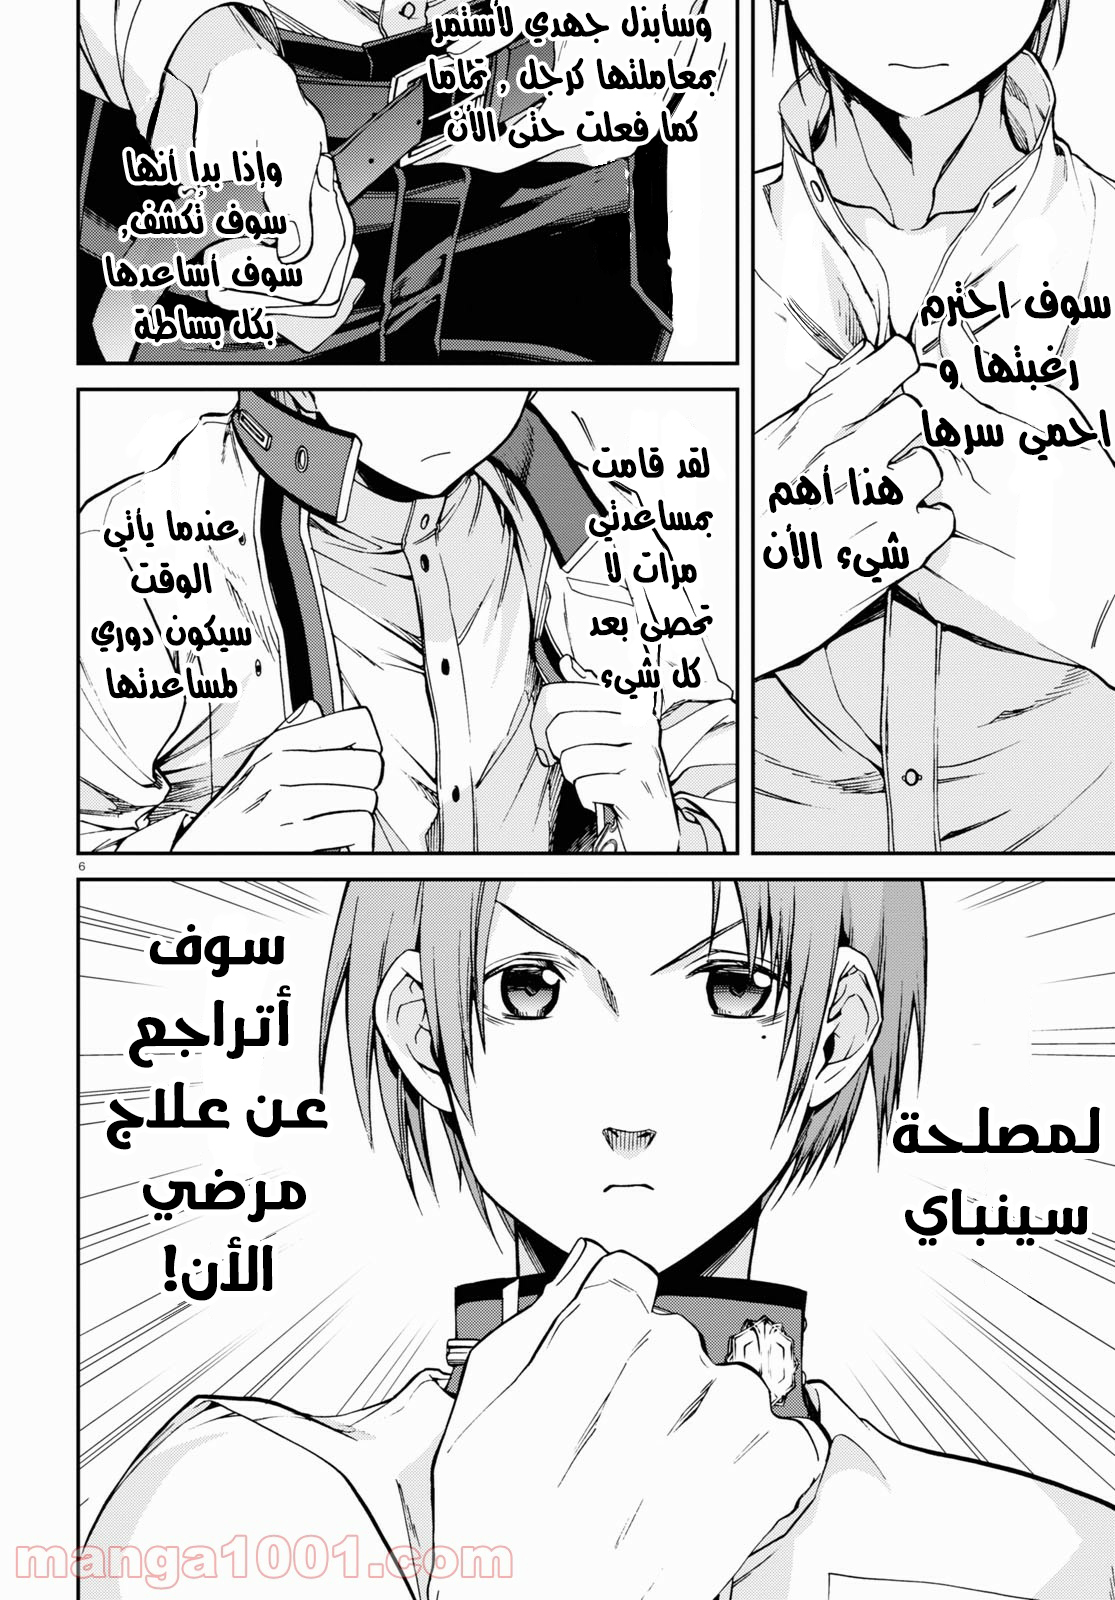 سوف احترم
رغبتها و
احمي سرها
هذا أهم
شيء الأن
وسأبذل جهدي لأستمر
بمعاملتها كرجل , تماما
كما فعلت حتى الأن
وإذا بدا أنها
سوف تُكشف,
سوف أساعدها
بكل بساطة
لقد قامت
بمساعدتي
مرات لا
تحصى بعد
كل شيء
عندما يأتي
الوقت
سيكون دوري
لمساعدتها
6
لمصلحة
سينباي
سوف
أتراجع
عن علاج
مرضي
الأن!
manga1001.com